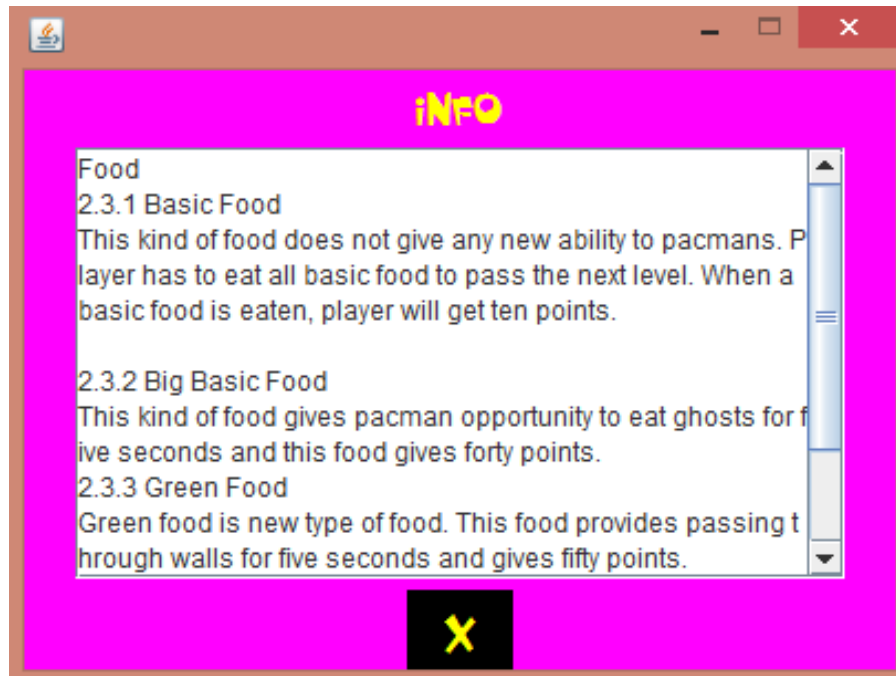 iNFO
Food
2.3.1 Basic Food
This kind of food does not give any new ability to pacmans. P
layer has to eat all basic food to pass the next level. When a
basic food is eaten, player will get ten points.
2.3.2 Big Basic Food
This kind of food gives pacman opportunity to eat ghosts for f
ive seconds and this food gives forty points.
2.3.3 Green Food
Green food is new type of food. This food provides passing t
hrough walls for five seconds and gives fifty points.
X